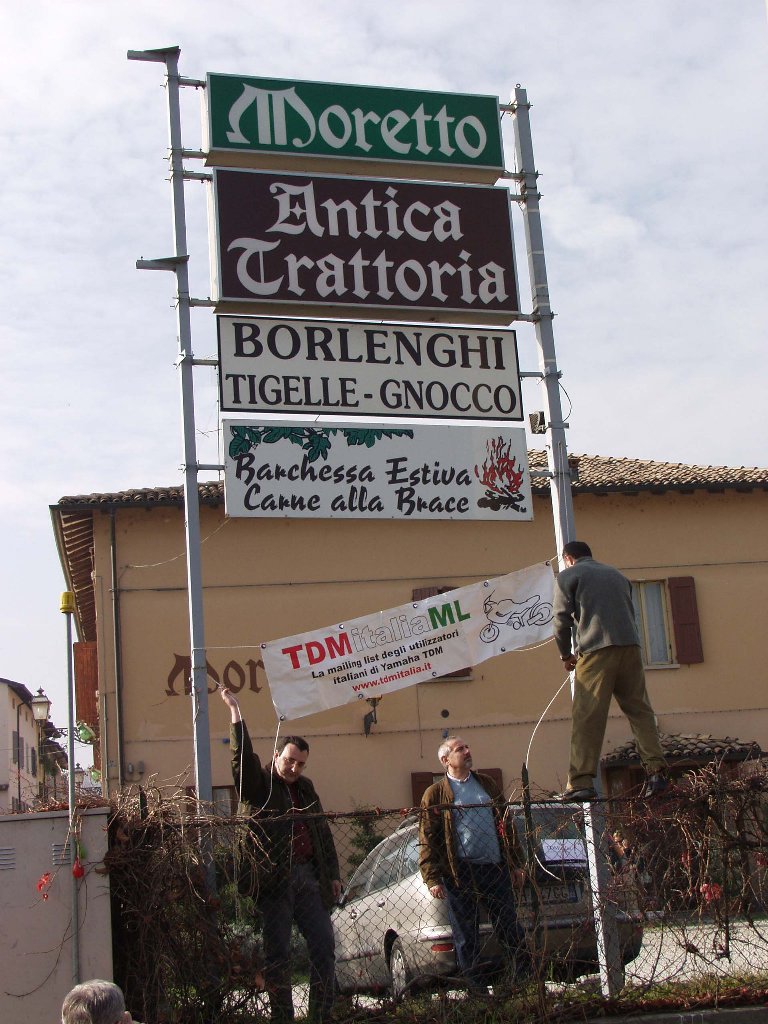 Moretto
Antica
Trattoria
BORLENGHI
TIGELLE-GNOCCO
Barchessa Estiva
Carne alla Brace
TDMitaliaML
La mailing list degli utilizzatori
italiani di Yamaha TDM
www.tdmitalia.it
Mor